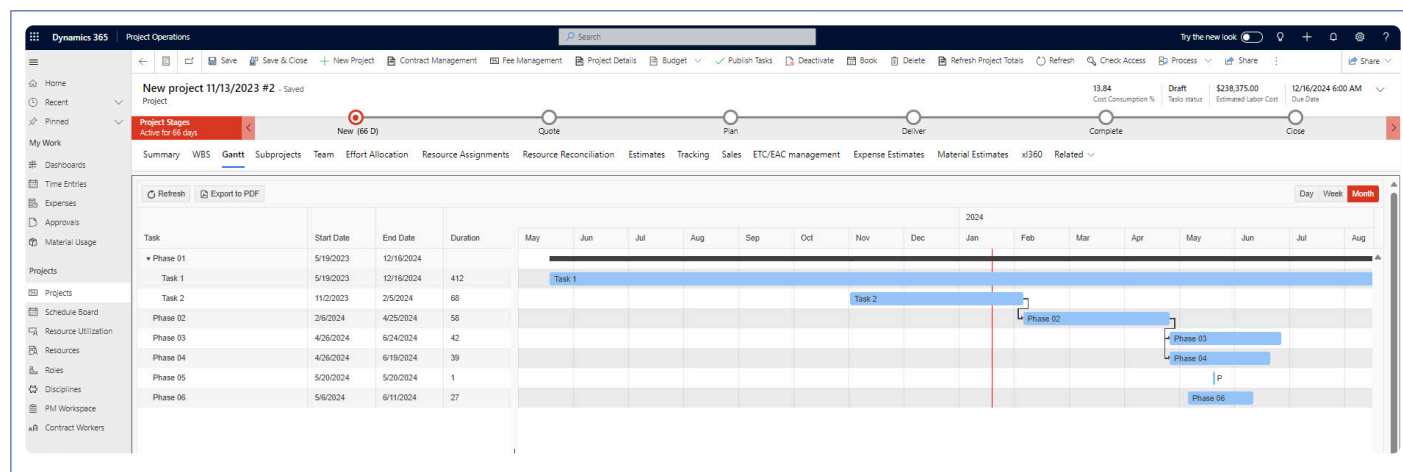 Dynamics 365 Project Operations Search Try the new look ?
Save Save & Close New Project Contract Management Fee Management Project Details Budget Publish Tasks Deactivate Book Delete Refresh Project Totals Refresh Check Access Process Share Share
Home
Recent
Pinned
My Work
Dashboards
Time Entries
Expenses
Approvals
Material Usage
Projects
Projects
Schedule Board
Resource Utilization
Resources
Roles
Disciplines
PM Workspace
Contract Workers
New project 11/13/2023 #2 - Saved
Project
13.84 Draft $238,375.00 12/16/2024 6:00 AM
Cost Consumption % Tasks status Estimated Labor Cost Due Date
Project Stages
Active for 66 days
New (66 D) Quote Plan Deliver Complete Close
Summary WBS Gantt Subprojects Team Effort Allocation Resource Assignments Resource Reconciliation Estimates Tracking Sales ETC/EAC management Expense Estimates Material Estimates xl360 Related
Refresh Export to PDF Day Week Month
2024
Task Start Date End Date Duration May Jun Jul Aug Sep Oct Nov Dec Jan Feb Mar Apr May Jun Jul Aug
Phase 01 5/19/2023 12/16/2024
Task 1 5/19/2023 12/16/2024 412 Task 1
Task 2 11/2/2023 2/5/2024 68 Task 2
Phase 02 2/6/2024 4/25/2024 58 Phase 02
Phase 03 4/26/2024 6/24/2024 42 Phase 03
Phase 04 4/26/2024 6/19/2024 39 Phase 04
Phase 05 5/20/2024 5/20/2024 1 P
Phase 06 5/6/2024 6/11/2024 27 Phase 06